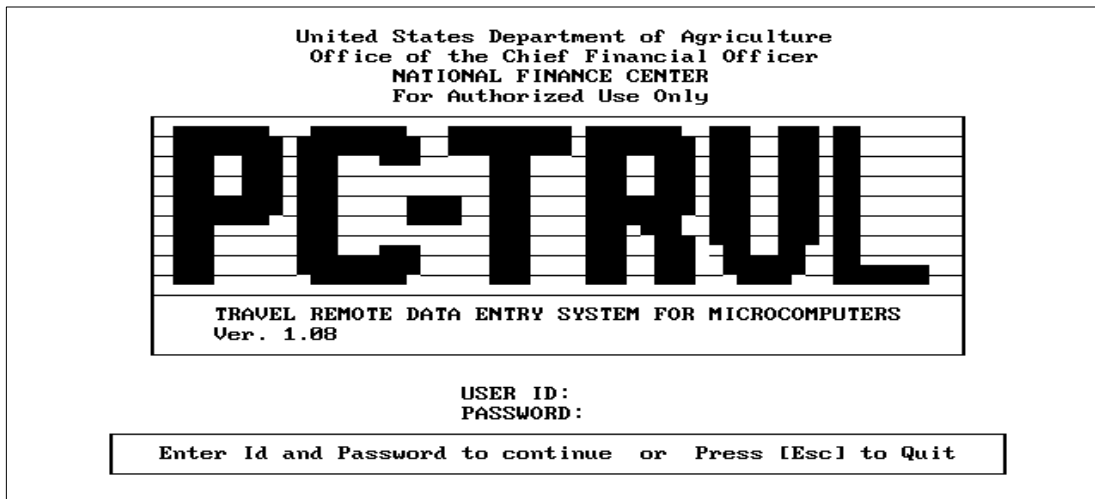 United States Department of Agriculture
Office of the Chief Financial Officer
NATIONAL FINANCE CENTER
For Authorized Use Only
PC-TRVL
TRAVEL REMOTE DATA ENTRY SYSTEM FOR MICROCOMPUTERS
Ver. 1.08
USER ID:
PASSWORD:
Enter Id and Password to continue or Press [Esc] to Quit